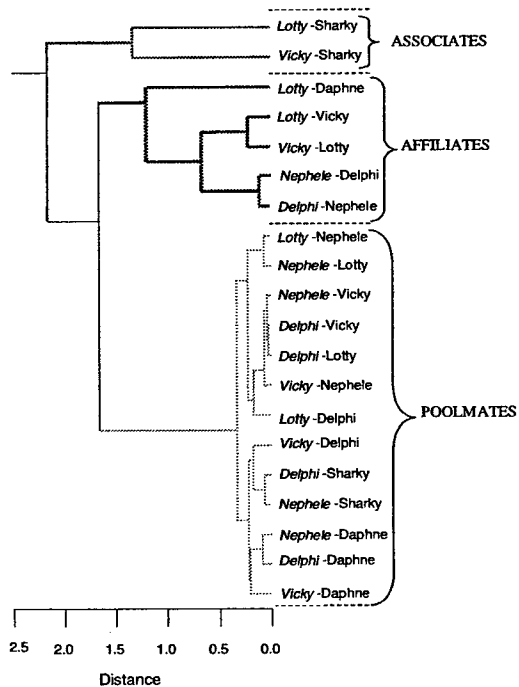 Lotty-Sharky
Vicky-Sharky
ASSOCIATES
Lotty-Daphne
Lotty-Vicky
Vicky-Lotty
Nephele-Delphi
Delphi-Nephele
AFFILIATES
Lotty-Nephele
Nephele-Lotty
Nephele-Vicky
Delphi-Vicky
Delphi-Lotty
Vicky-Nephele
Lotty-Delphi
Vicky-Delphi
Delphi-Sharky
Nephele-Sharky
Nephele-Daphne
Delphi-Daphne
Vicky-Daphne
POOLMATES
2.5 2.0 1.5 1.0 0.5 0.0
Distance